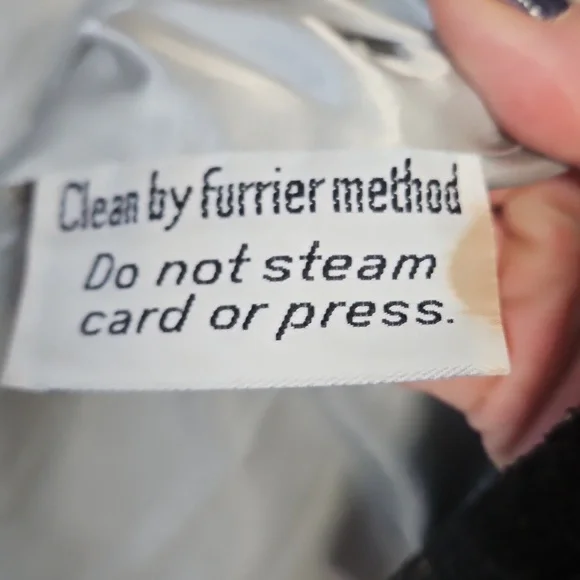 Clean by furrier method
Do not steam
card or press.